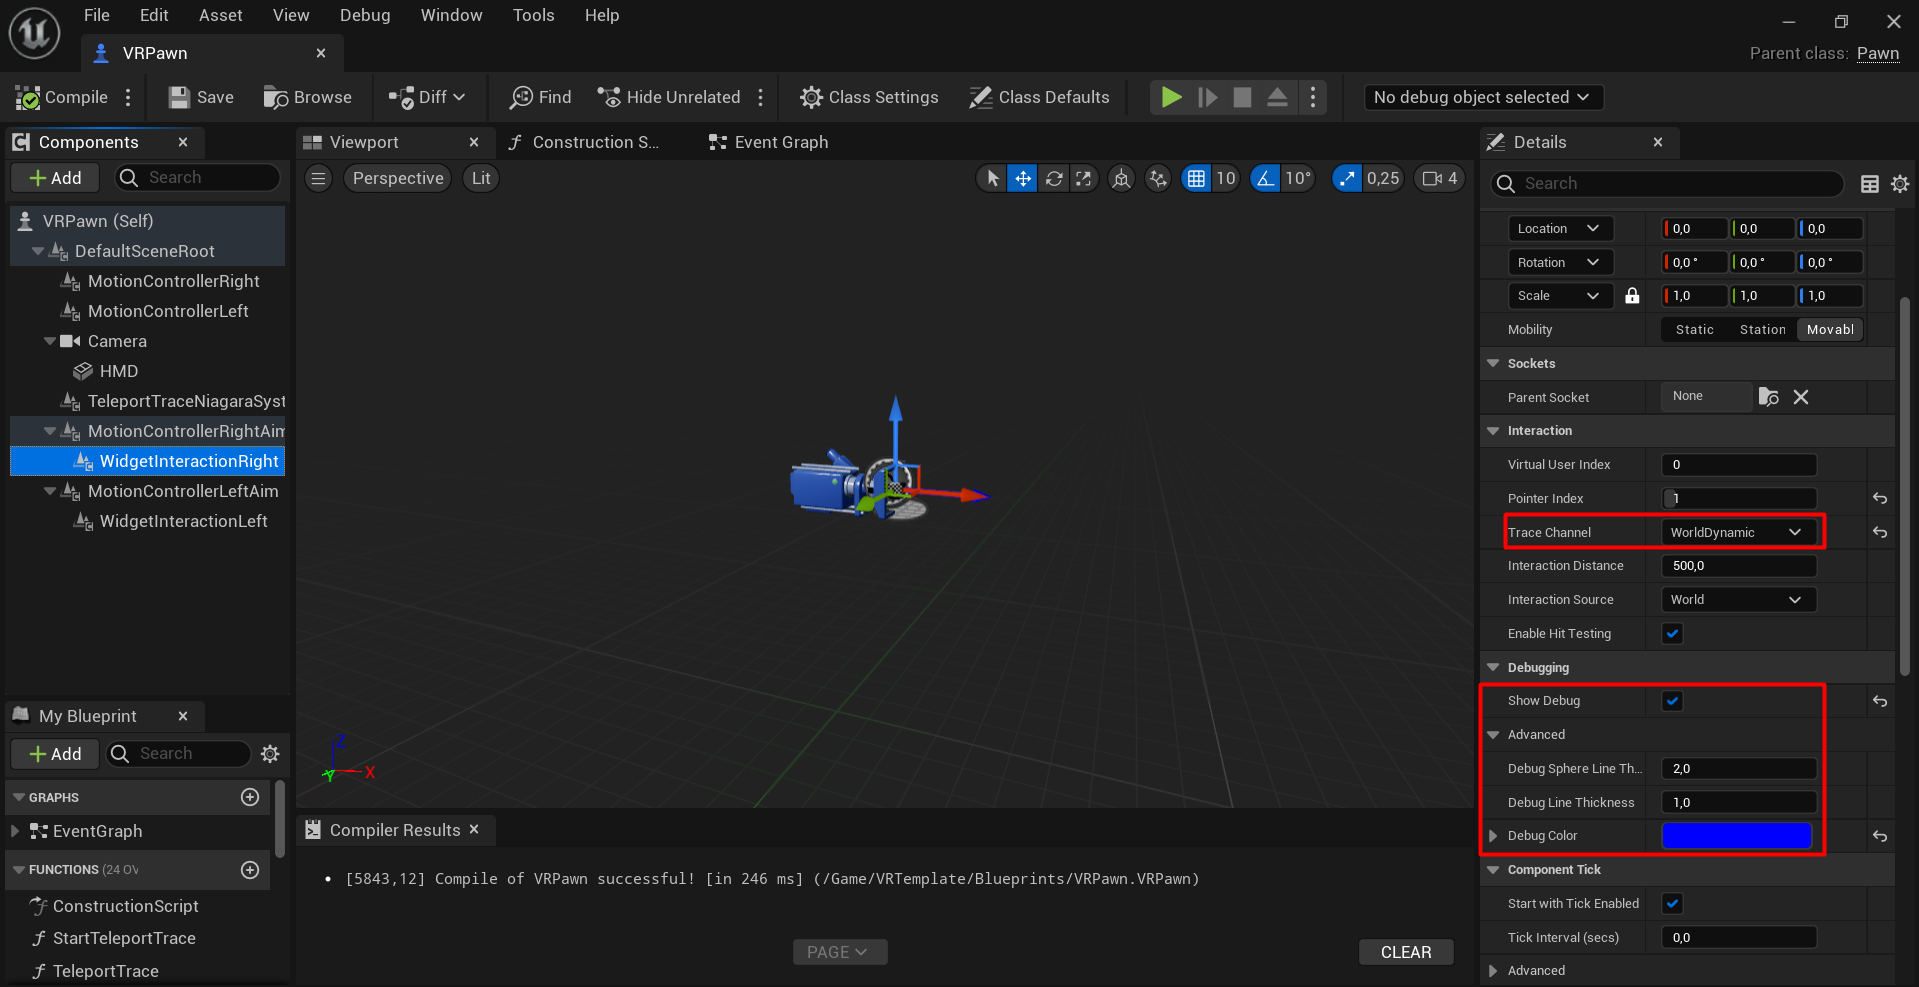 File Edit Asset View Debug Window Tools Help
VRPawn
Parent class: Pawn
Compile Save Browse Diff Find Hide Unrelated Class Settings Class Defaults No debug object selected
Components
Add Search
VRPawn (Self)
DefaultSceneRoot
MotionControllerRight
MotionControllerLeft
Camera
HMD
TeleportTraceNiagaraSyst
MotionControllerRightAim
WidgetInteractionRight
MotionControllerLeftAim
WidgetInteractionLeft
My Blueprint
Add Search
GRAPHS
EventGraph
FUNCTIONS (24 OV
ConstructionScript
StartTeleportTrace
TeleportTrace
Viewport Construction S... Event Graph
Perspective Lit 10 10° 0,25 4
Z
Y X
Compiler Results
• [5843,12] Compile of VRPawn successful! [in 246 ms] (/Game/VRTemplate/Blueprints/VRPawn.VRPawn)
PAGE CLEAR
Details
Search
Location 0,0 0,0 0,0
Rotation 0,0 ° 0,0 ° 0,0 °
Scale 1,0 1,0 1,0
Mobility Static Station Movabl
Sockets
Parent Socket None
Interaction
Virtual User Index 0
Pointer Index 1
Trace Channel WorldDynamic
Interaction Distance 500,0
Interaction Source World
Enable Hit Testing
Debugging
Show Debug
Advanced
Debug Sphere Line Th... 2,0
Debug Line Thickness 1,0
Debug Color
Component Tick
Start with Tick Enabled
Tick Interval (secs) 0,0
Advanced